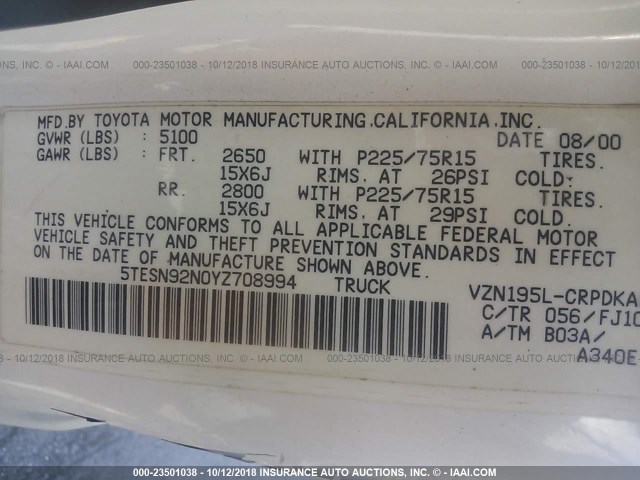 000-23501038 - 10/12/2018 INSURANCE AUTO AUCTIONS, INC. - © IAAI.COM
MFD.BY TOYOTA MOTOR MANUFACTURING.CALIFORNIA.INC.
GVWR (LBS) : 5100 DATE 08/00
GAWR (LBS) : FRT. 2650 WITH P225/75R15 TIRES.
15X6J RIMS. AT 26PSI COLD.
RR. 2800 WITH P225/75R15 TIRES.
15X6J RIMS. AT 29PSI COLD.
THIS VEHICLE CONFORMS TO ALL APPLICABLE FEDERAL MOTOR
VEHICLE SAFETY AND THEFT PREVENTION STANDARDS IN EFFECT
ON THE DATE OF MANUFACTURE SHOWN ABOVE.
5TESN92N0YZ708994 TRUCK VZN195L-CRPDKA
C/TR 056/FJ10
A/TM B03A/
A340E
000-23501038 - 10/12/2018 INSURANCE AUTO AUCTIONS, INC. - © IAAI.COM